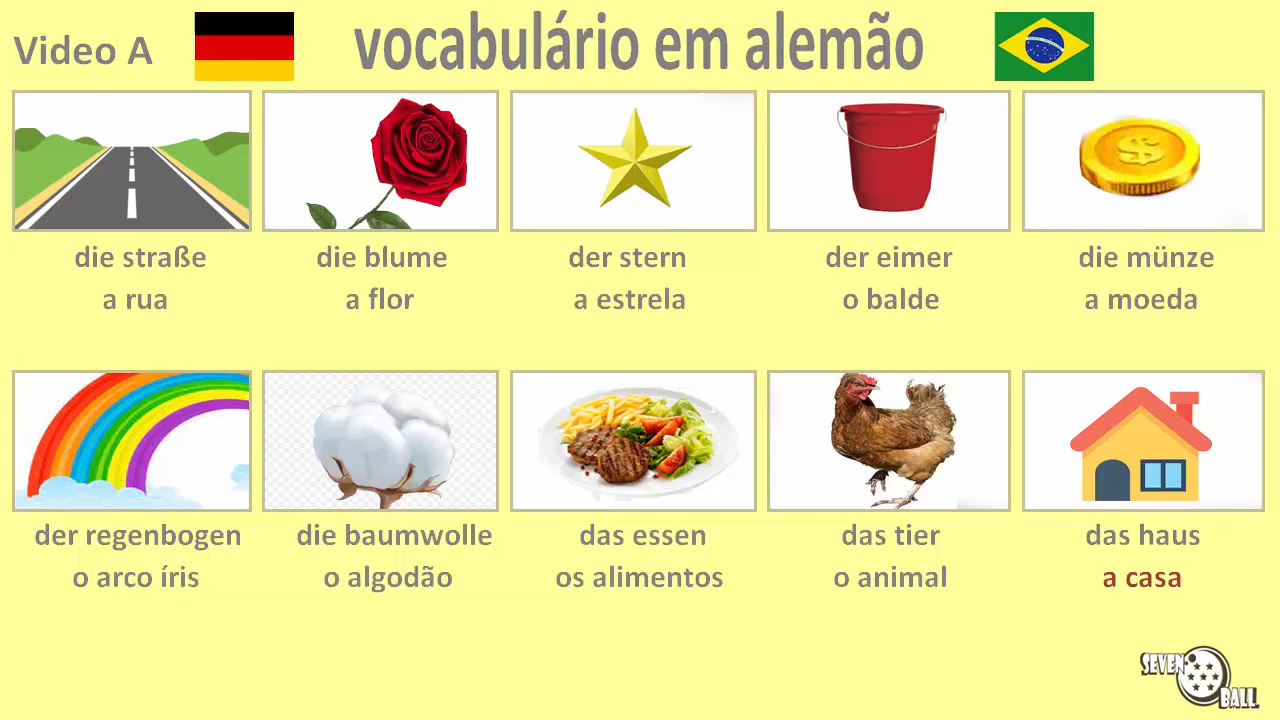 Video A
vocabulário em alemão
die straße
a rua
die blume
a flor
der stern
a estrela
der eimer
o balde
die münze
a moeda
der regenbogen
o arco íris
die baumwolle
o algodão
das essen
os alimentos
das tier
o animal
das haus
a casa
SEVEN
BALL